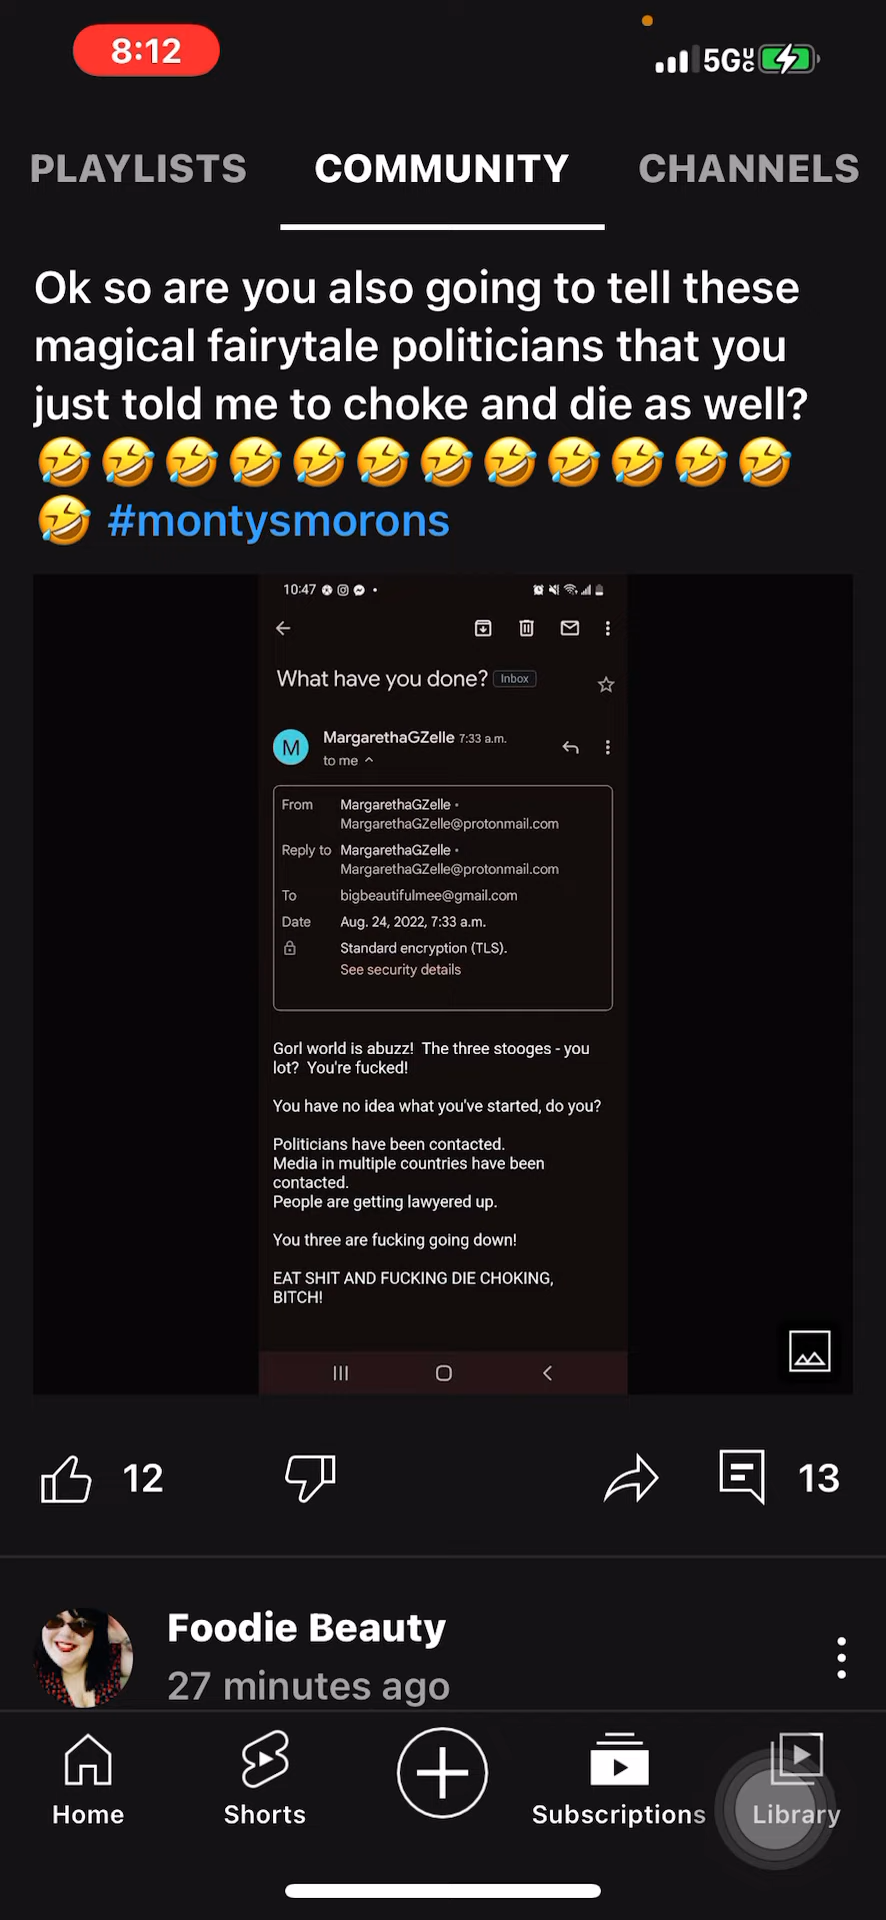 8:12
5GUC
PLAYLISTS COMMUNITY CHANNELS
Ok so are you also going to tell these
magical fairytale politicians that you
just told me to choke and die as well?
🤣🤣🤣🤣🤣🤣🤣🤣🤣🤣🤣🤣
🤣 #montysmorons
10:47
What have you done? Inbox
M
MargarethaGZelle 7:33 a.m.
to me
From MargarethaGZelle •
MargarethaGZelle@protonmail.com
Reply to MargarethaGZelle •
MargarethaGZelle@protonmail.com
To bigbeautifulmee@gmail.com
Date Aug. 24, 2022, 7:33 a.m.
Standard encryption (TLS).
See security details
Gorl world is abuzz! The three stooges - you
lot? You're fucked!
You have no idea what you've started, do you?
Politicians have been contacted.
Media in multiple countries have been
contacted.
People are getting lawyered up.
You three are fucking going down!
EAT SHIT AND FUCKING DIE CHOKING,
BITCH!
12 13
Foodie Beauty
27 minutes ago
Home Shorts Subscriptions Library